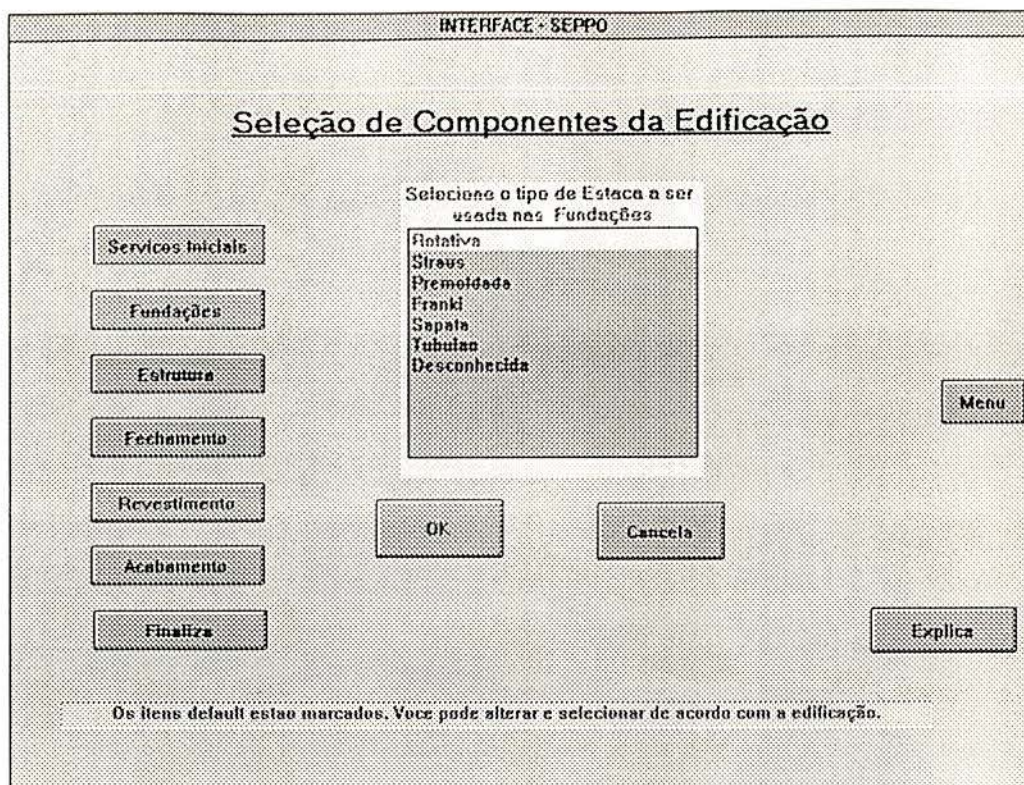 INTERFACE - SEPPO
Seleção de Componentes da Edificação
Selecione o tipo de Estaca a ser
usada nas Fundações
Rotativa
Straus
Premoldada
Franki
Sapata
Tubulao
Desconhecida
Servicos Iniciais
Fundações
Estrutura
Fechamento
Revestimento
Acabamento
Finaliza
OK
Cancela
Menu
Explica
Os itens default estao marcados. Voce pode alterar e selecionar de acordo com a edificação.